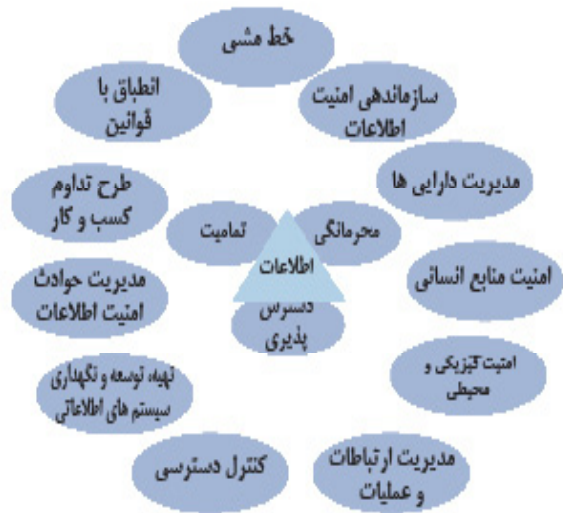 خط مشی
سازماندهی امنیت
اطلاعات
مدیریت دارایی ها
امنیت منابع انسانی
امنیت فیزیکی و
محیطی
مدیریت ارتباطات
و عملیات
کنترل دسترسی
تهیه، توسعه و نگهداری
سیستم های اطلاعاتی
مدیریت حوادث
امنیت اطلاعات
طرح تداوم
کسب و کار
انطباق با
قوانین
محرمانگی
تمامیت
اطلاعات
دسترس
پذیری